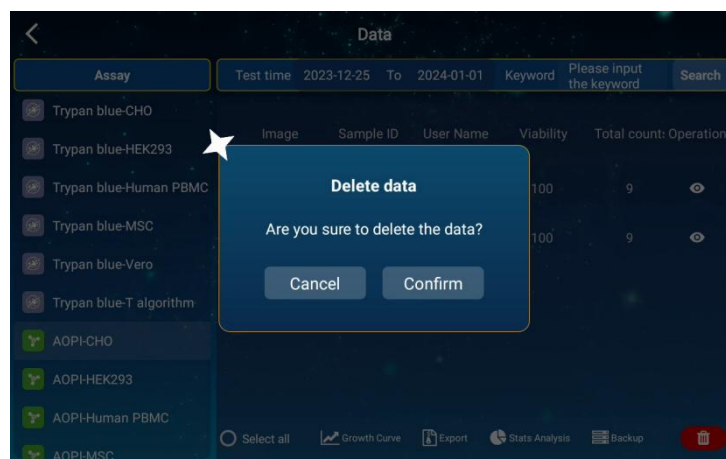 Data
Assay
Test time 2023-12-25 To 2024-01-01 Keyword Please input the keyword Search
Trypan blue-CHO
Trypan blue-HEK293
Trypan blue-Human PBMC
Trypan blue-MSC
Trypan blue-Vero
Trypan blue-T algorithm
AOPI-CHO
AOPI-HEK293
AOPI-Human PBMC
AOPI-MSC
Image Sample ID User Name Viability Total count: Operation
100 9
100 9
Delete data
Are you sure to delete the data?
Cancel Confirm
Select all Growth Curve Export Stats Analysis Backup